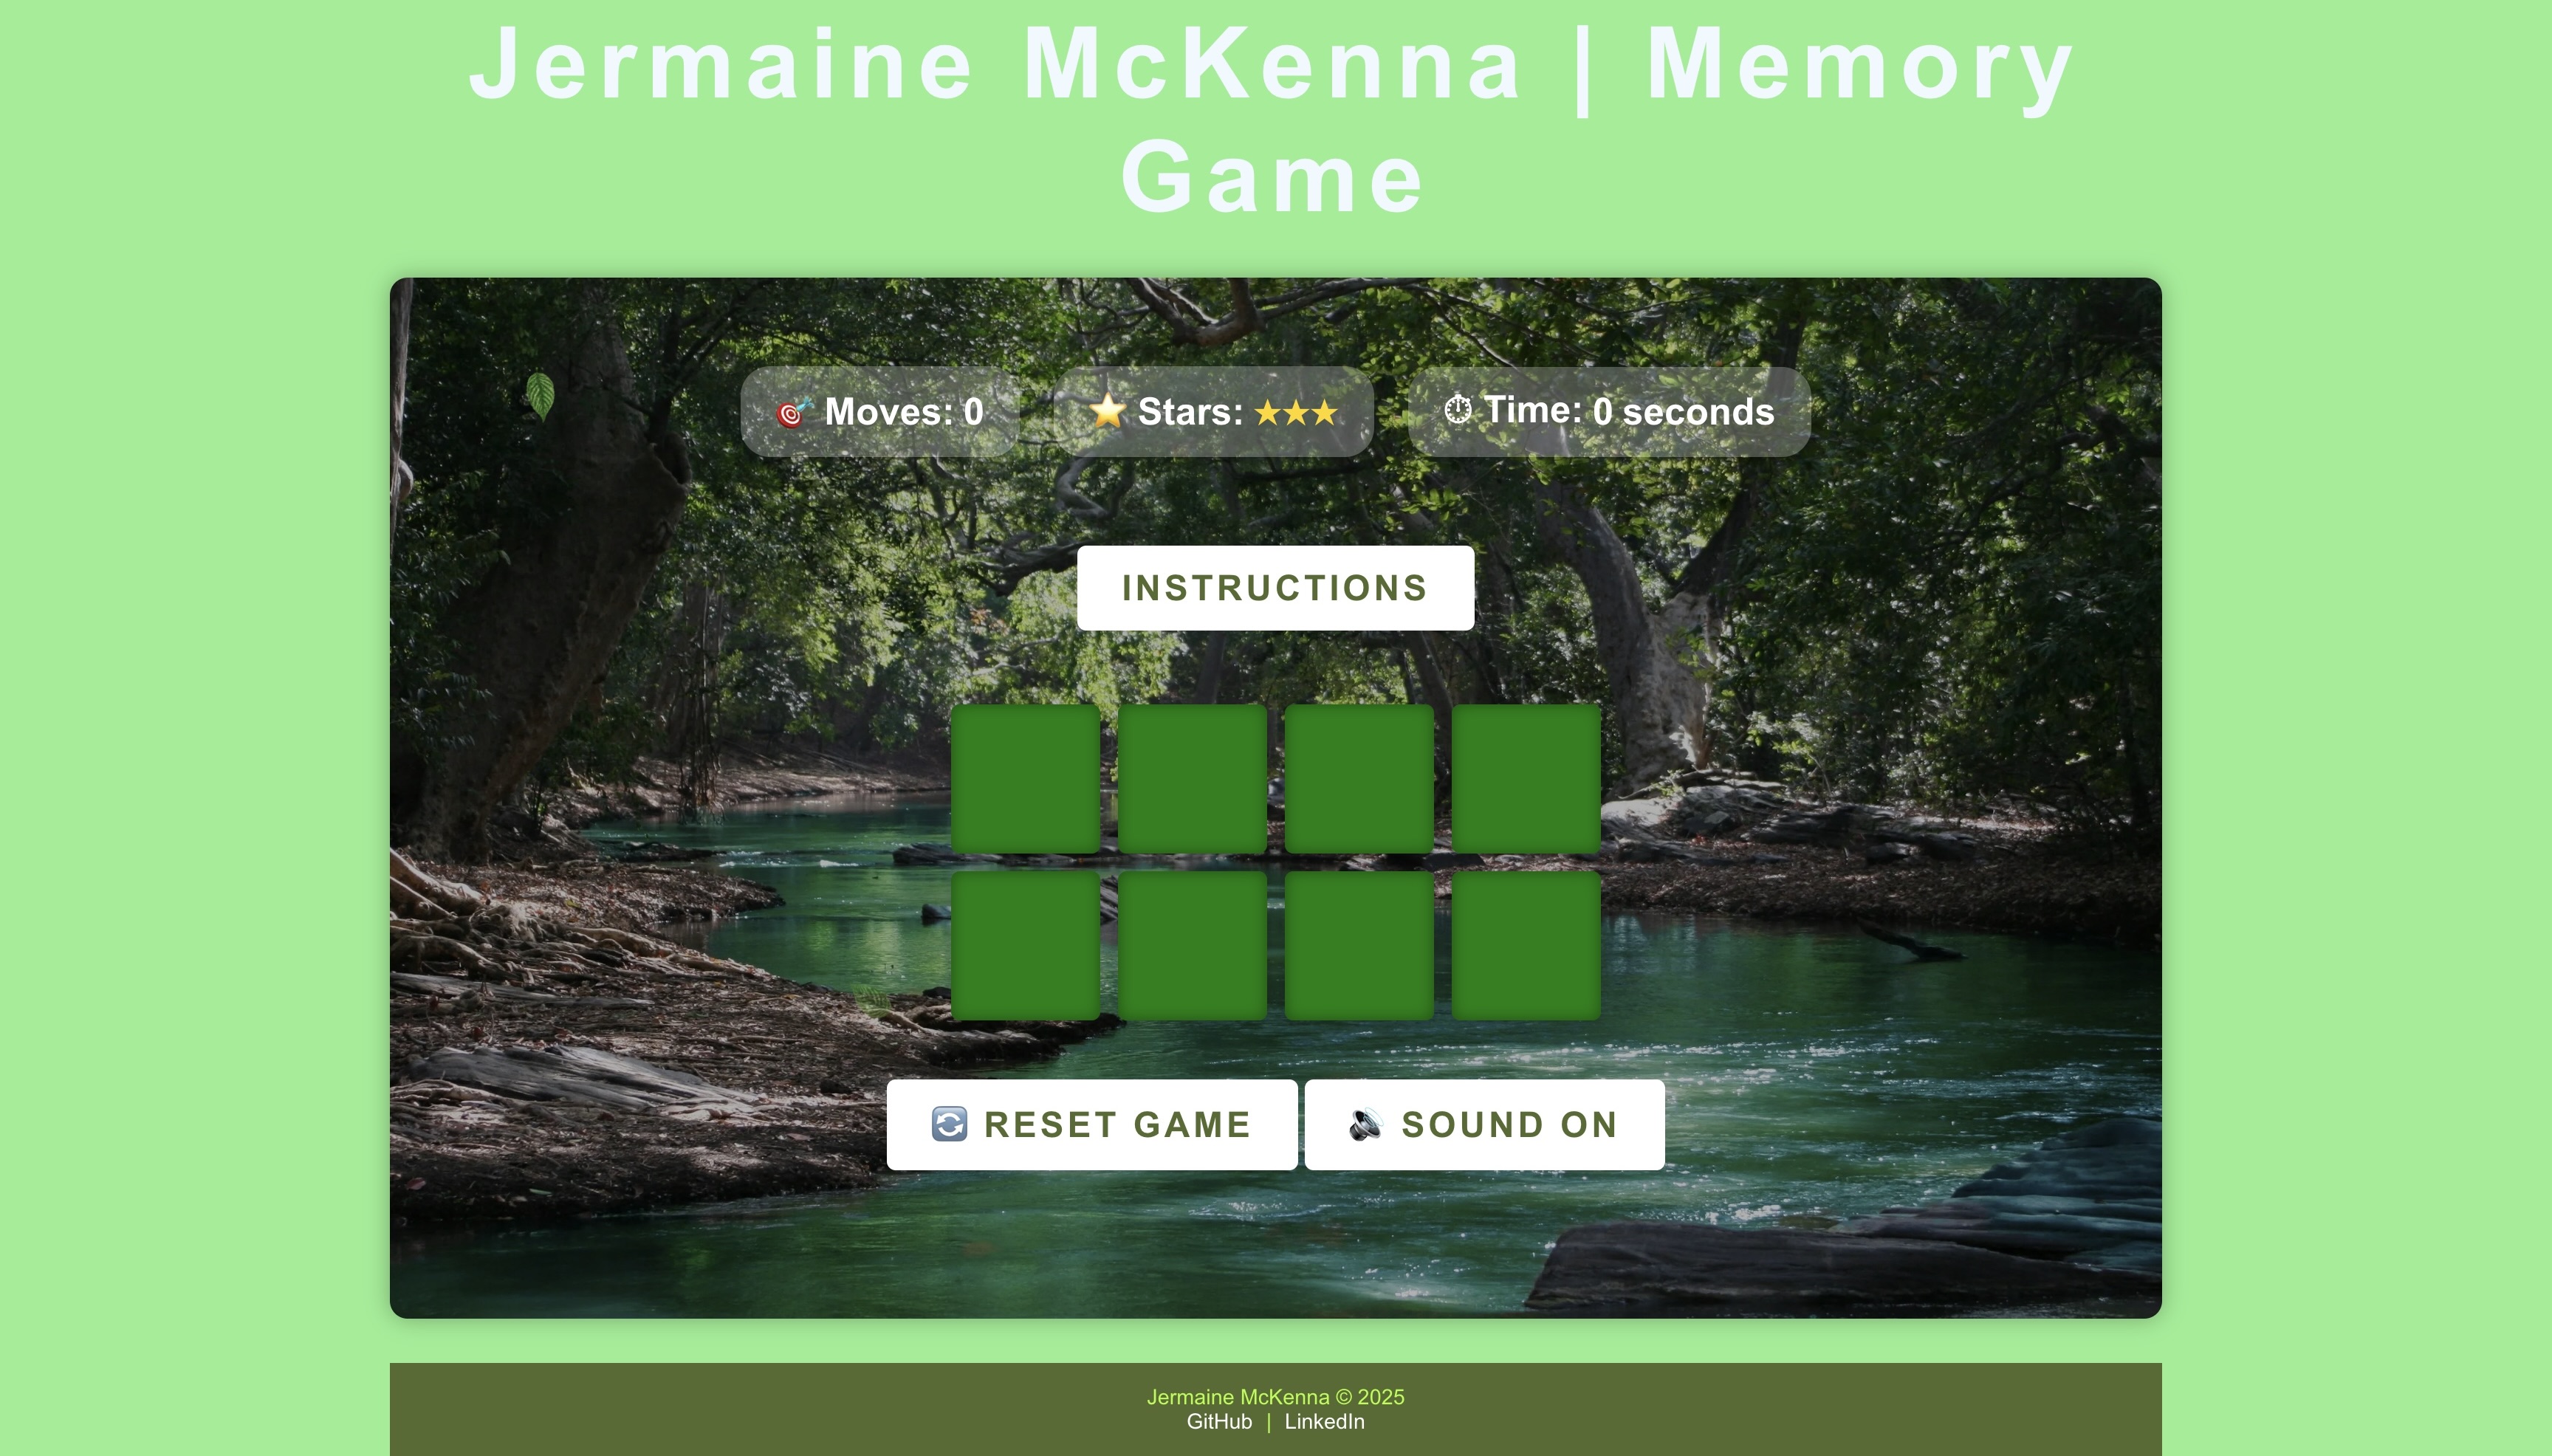 Jermaine McKenna | Memory
Game
🎯 Moves: 0
⭐ Stars: ★★★
⏱ Time: 0 seconds
INSTRUCTIONS
🔄 RESET GAME
🔊 SOUND ON
Jermaine McKenna © 2025
GitHub | LinkedIn